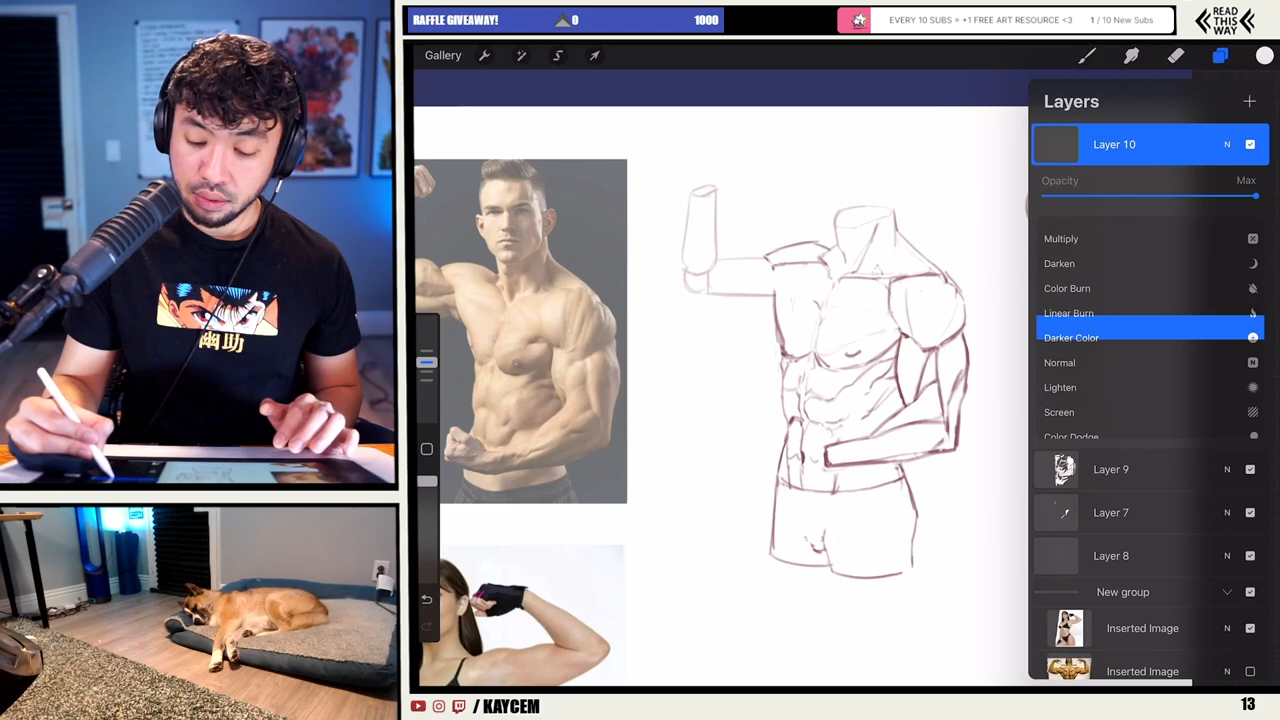 RAFFLE GIVEAWAY!
0
1000
EVERY 10 SUBS = +1 FREE ART RESOURCE <3
1 / 10 New Subs
READ
THIS
WAY
Gallery
Layers
Layer 10
N
Opacity
Max
Multiply
Darken
Color Burn
Linear Burn
Darker Color
Normal
N
Lighten
Screen
Color Dodge
Layer 9
N
Layer 7
N
Layer 8
N
New group
Inserted Image
N
Inserted Image
N
幽助
/ KAYCEM
13